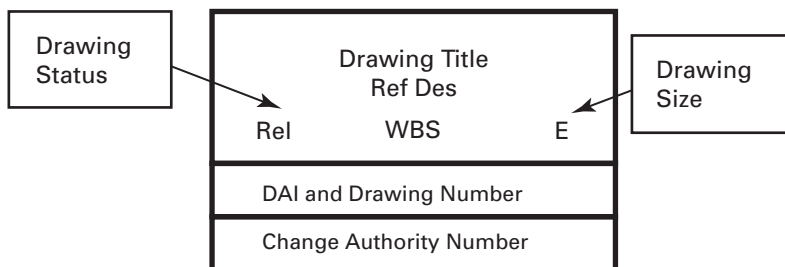 Drawing
Status
Drawing Title
Ref Des
Rel
WBS
E
Drawing
Size
DAI and Drawing Number
Change Authority Number